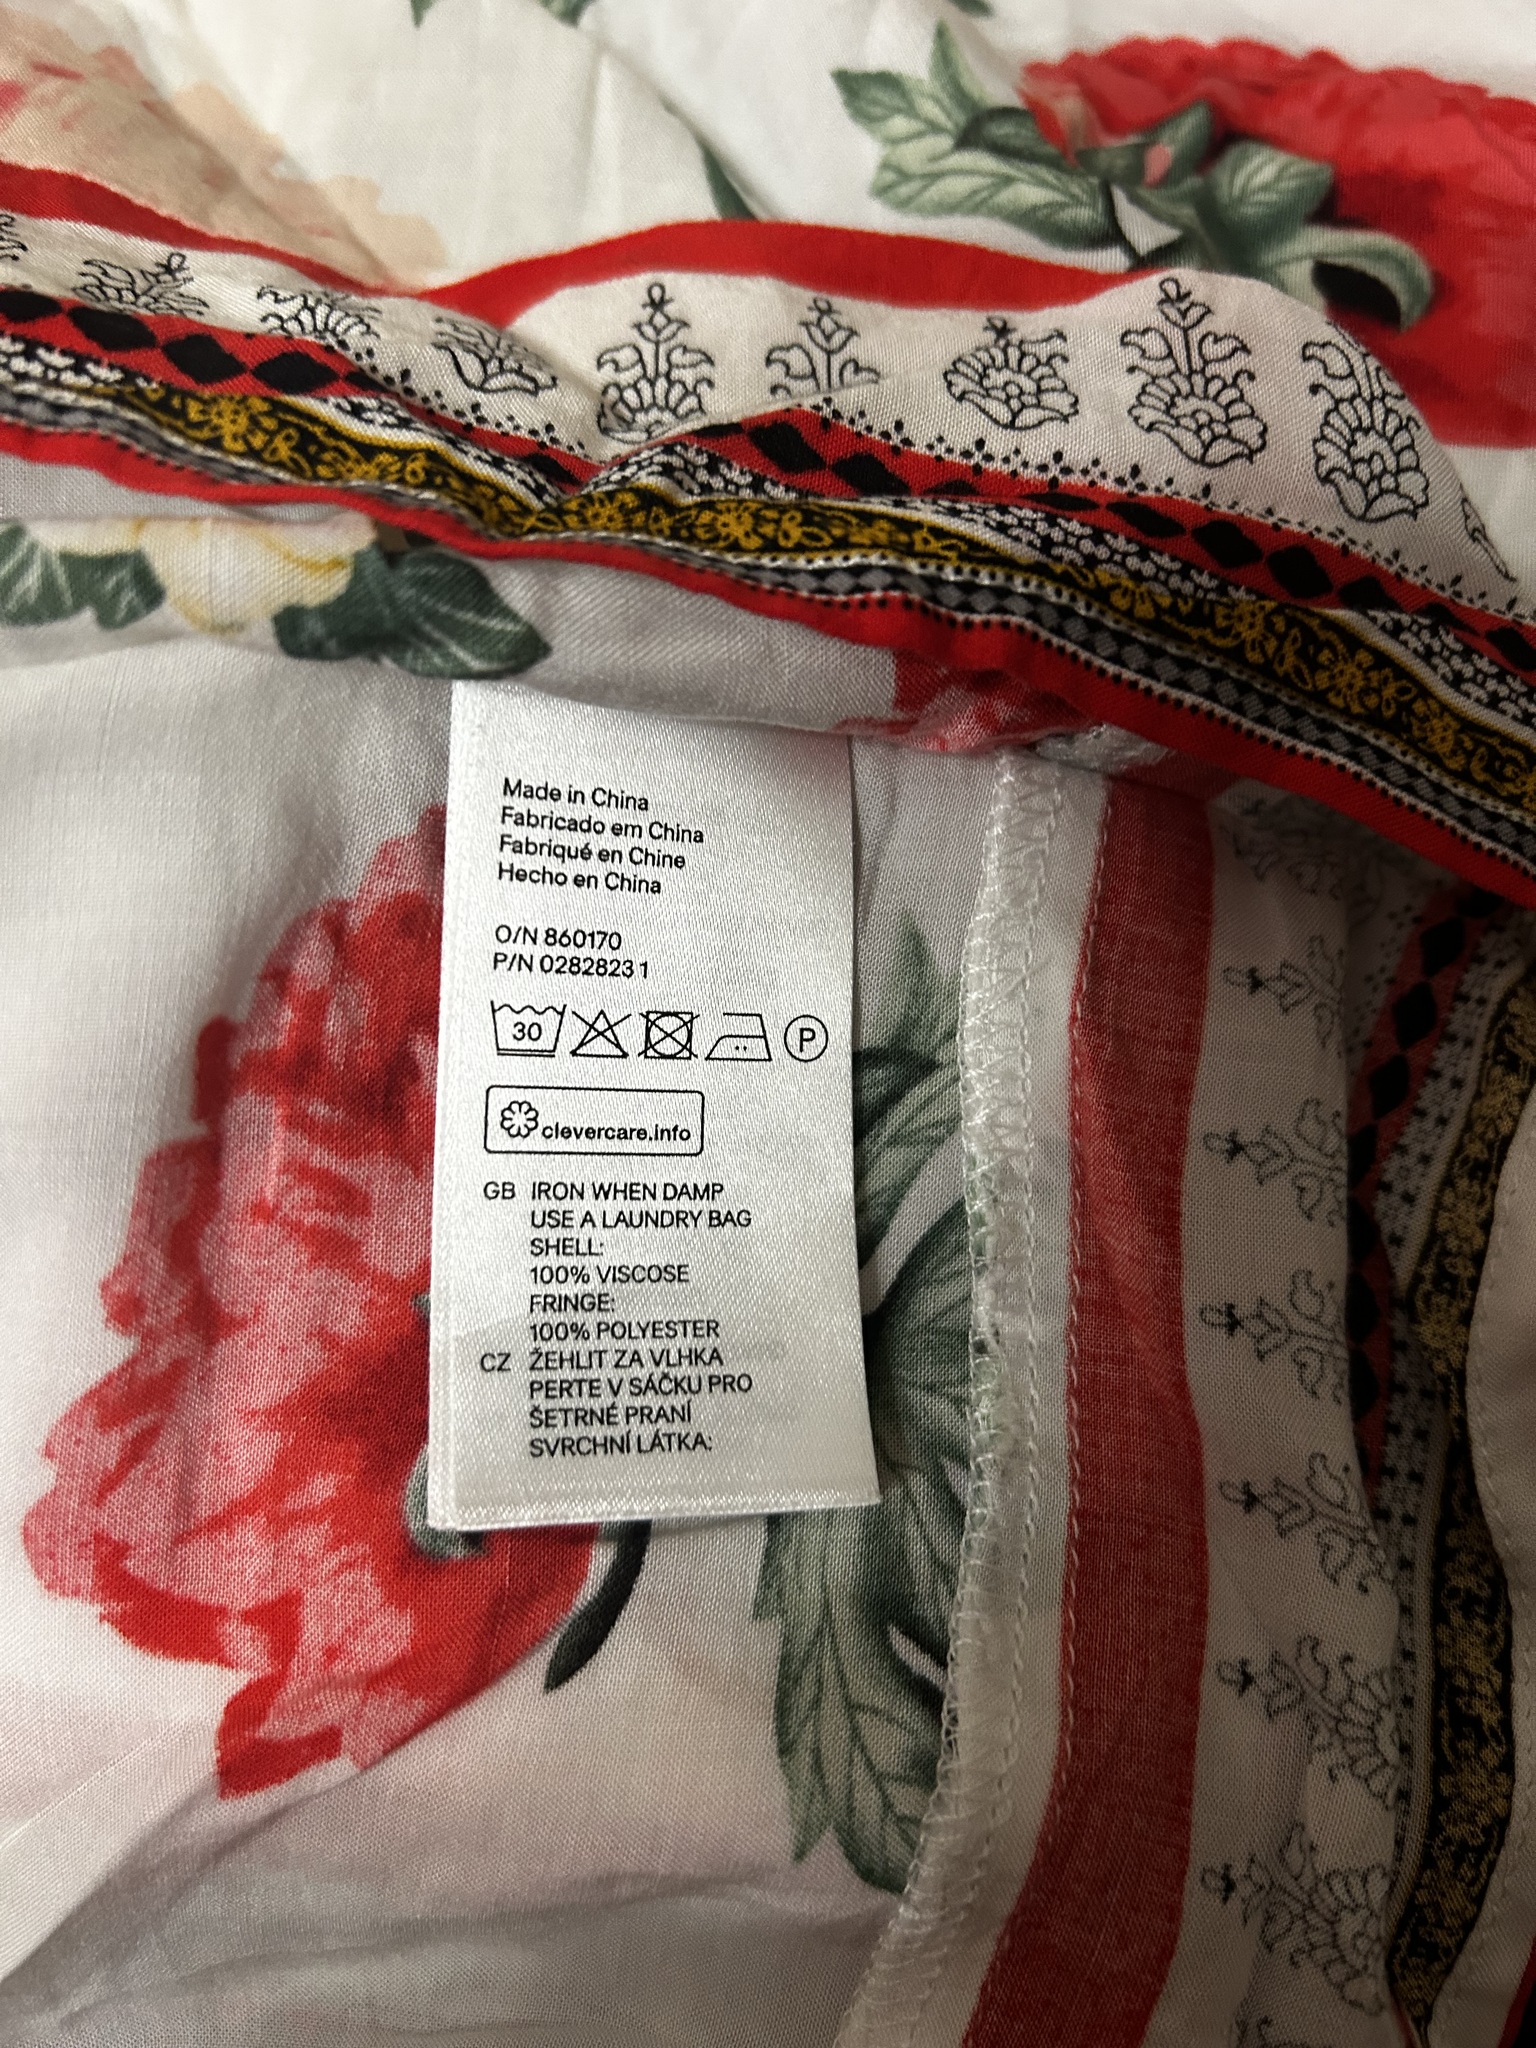 Made in China
Fabricado em China
Fabriqué en Chine
Hecho en China
O/N 860170
P/N 0282823 1
30
P
clevercare.info
GB IRON WHEN DAMP
USE A LAUNDRY BAG
SHELL:
100% VISCOSE
FRINGE:
100% POLYESTER
CZ ŽEHLIT ZA VLHKA
PERTE V SÁČKU PRO
ŠETRNÉ PRANÍ
SVRCHNÍ LÁTKA: